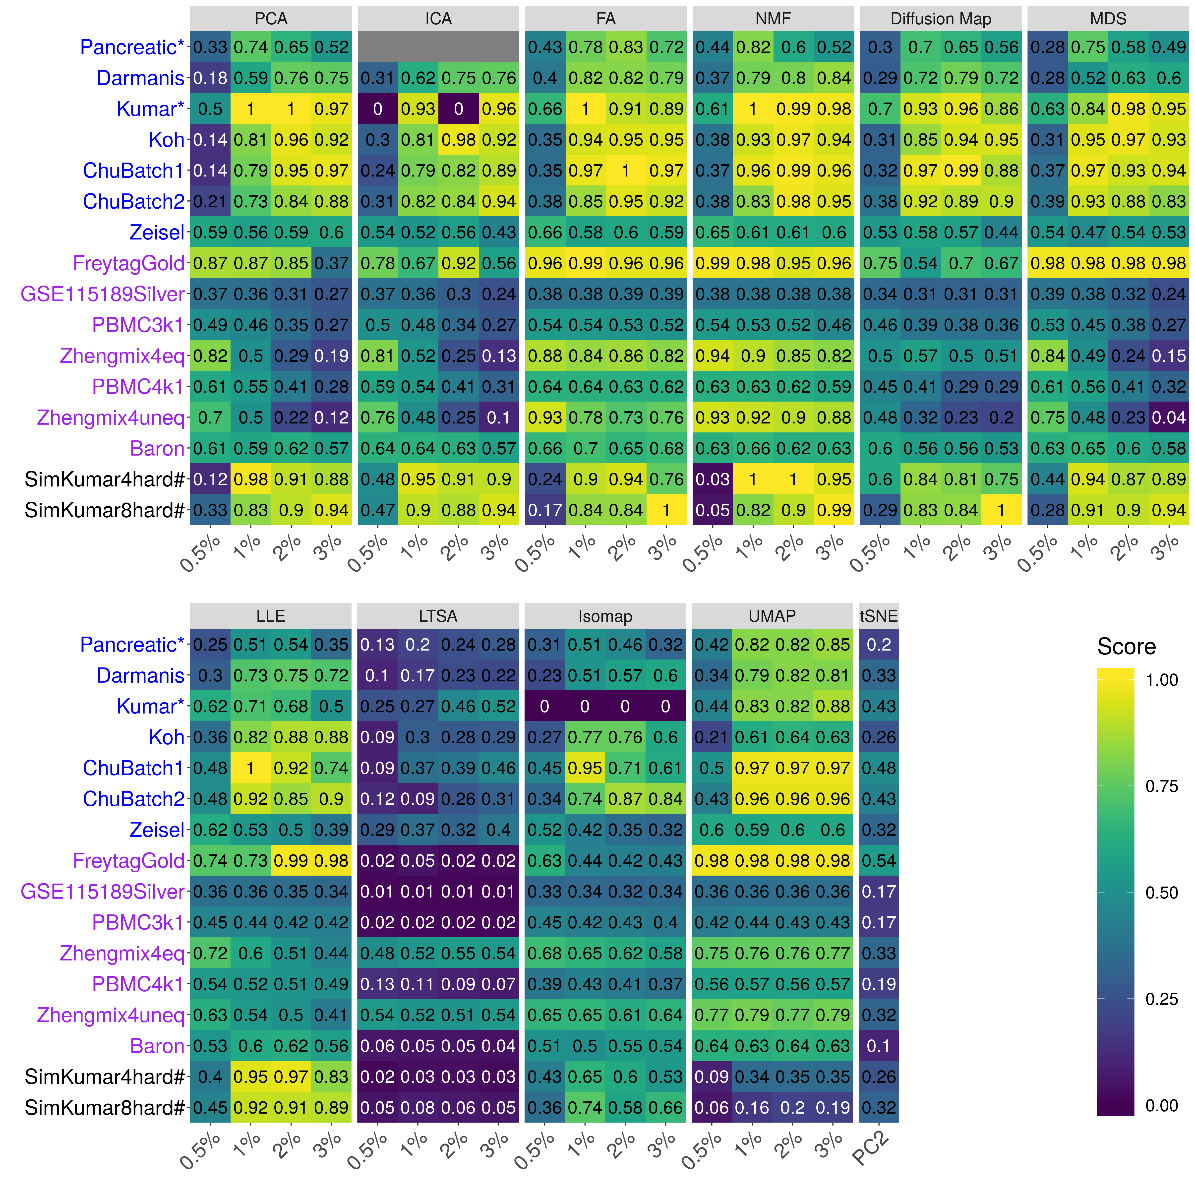 PCA ICA FA NMF Diffusion Map MDS
Pancreatic* 0.33 0.74 0.65 0.52 0.43 0.78 0.83 0.72 0.44 0.82 0.6 0.52 0.3 0.7 0.65 0.56 0.28 0.75 0.58 0.49
Darmanis 0.18 0.59 0.76 0.75 0.31 0.62 0.75 0.76 0.4 0.82 0.82 0.79 0.37 0.79 0.8 0.84 0.29 0.72 0.79 0.72 0.28 0.52 0.63 0.6
Kumar* 0.5 1 1 0.97 0 0.93 0 0.96 0.66 1 0.91 0.89 0.61 1 0.99 0.98 0.7 0.93 0.96 0.86 0.63 0.84 0.98 0.95
Koh 0.14 0.81 0.96 0.92 0.3 0.81 0.98 0.92 0.35 0.94 0.95 0.95 0.38 0.93 0.97 0.94 0.31 0.85 0.94 0.95 0.31 0.95 0.97 0.93
ChuBatch1 0.14 0.79 0.95 0.97 0.24 0.79 0.82 0.89 0.35 0.97 1 0.97 0.37 0.96 0.99 0.96 0.32 0.97 0.99 0.88 0.37 0.97 0.93 0.94
ChuBatch2 0.21 0.73 0.84 0.88 0.31 0.82 0.84 0.94 0.38 0.85 0.95 0.92 0.38 0.83 0.98 0.95 0.38 0.92 0.89 0.9 0.39 0.93 0.88 0.83
Zeisel 0.59 0.56 0.59 0.6 0.54 0.52 0.56 0.43 0.66 0.58 0.6 0.59 0.65 0.61 0.61 0.6 0.53 0.58 0.57 0.44 0.54 0.47 0.54 0.53
FreytagGold 0.87 0.87 0.85 0.37 0.78 0.67 0.92 0.56 0.96 0.99 0.96 0.96 0.99 0.98 0.95 0.96 0.75 0.54 0.7 0.67 0.98 0.98 0.98 0.98
GSE115189Silver 0.37 0.36 0.31 0.27 0.37 0.36 0.3 0.24 0.38 0.38 0.39 0.39 0.38 0.38 0.38 0.38 0.34 0.31 0.31 0.31 0.39 0.38 0.32 0.24
PBMC3k1 0.49 0.46 0.35 0.27 0.5 0.48 0.34 0.27 0.54 0.54 0.53 0.52 0.54 0.53 0.52 0.46 0.46 0.39 0.38 0.36 0.53 0.45 0.38 0.27
Zhengmix4eq 0.82 0.5 0.29 0.19 0.81 0.52 0.25 0.13 0.88 0.84 0.86 0.82 0.94 0.9 0.85 0.82 0.5 0.57 0.5 0.51 0.84 0.49 0.24 0.15
PBMC4k1 0.61 0.55 0.41 0.28 0.59 0.54 0.41 0.31 0.64 0.64 0.63 0.62 0.63 0.63 0.62 0.59 0.45 0.41 0.29 0.29 0.61 0.56 0.41 0.32
Zhengmix4uneq 0.7 0.5 0.22 0.12 0.76 0.48 0.25 0.1 0.93 0.78 0.73 0.76 0.93 0.92 0.9 0.88 0.48 0.32 0.23 0.2 0.75 0.48 0.23 0.04
Baron 0.61 0.59 0.62 0.57 0.64 0.64 0.63 0.57 0.66 0.7 0.65 0.68 0.63 0.66 0.62 0.63 0.6 0.56 0.56 0.53 0.63 0.65 0.6 0.58
SimKumar4hard# 0.12 0.98 0.91 0.88 0.48 0.95 0.91 0.9 0.24 0.9 0.94 0.76 0.03 1 1 0.95 0.6 0.84 0.81 0.75 0.44 0.94 0.87 0.89
SimKumar8hard# 0.33 0.83 0.9 0.94 0.47 0.9 0.88 0.94 0.17 0.84 0.84 1 0.05 0.82 0.9 0.99 0.29 0.83 0.84 1 0.28 0.91 0.9 0.94
0.5% 1% 2% 3% 0.5% 1% 2% 3% 0.5% 1% 2% 3% 0.5% 1% 2% 3% 0.5% 1% 2% 3% 0.5% 1% 2% 3%
LLE LTSA Isomap UMAP tSNE
Pancreatic* 0.25 0.51 0.54 0.35 0.13 0.2 0.24 0.28 0.31 0.51 0.46 0.32 0.42 0.82 0.82 0.85 0.2
Darmanis 0.3 0.73 0.75 0.72 0.1 0.17 0.23 0.22 0.23 0.51 0.57 0.6 0.34 0.79 0.82 0.81 0.33
Kumar* 0.62 0.71 0.68 0.5 0.25 0.27 0.46 0.52 0 0 0 0 0.44 0.83 0.82 0.88 0.43
Koh 0.36 0.82 0.88 0.88 0.09 0.3 0.28 0.29 0.27 0.77 0.76 0.6 0.21 0.61 0.64 0.63 0.26
ChuBatch1 0.48 1 0.92 0.74 0.09 0.37 0.39 0.46 0.45 0.95 0.71 0.61 0.5 0.97 0.97 0.97 0.48
ChuBatch2 0.48 0.92 0.85 0.9 0.12 0.09 0.26 0.31 0.34 0.74 0.87 0.84 0.43 0.96 0.96 0.96 0.43
Zeisel 0.62 0.53 0.5 0.39 0.29 0.37 0.32 0.4 0.52 0.42 0.35 0.32 0.6 0.59 0.6 0.6 0.32
FreytagGold 0.74 0.73 0.99 0.98 0.02 0.05 0.02 0.02 0.63 0.44 0.42 0.43 0.98 0.98 0.98 0.98 0.54
GSE115189Silver 0.36 0.36 0.35 0.34 0.01 0.01 0.01 0.01 0.33 0.34 0.32 0.34 0.36 0.36 0.36 0.36 0.17
PBMC3k1 0.45 0.44 0.42 0.42 0.02 0.02 0.02 0.02 0.45 0.42 0.43 0.4 0.42 0.44 0.43 0.43 0.17
Zhengmix4eq 0.72 0.6 0.51 0.44 0.48 0.52 0.55 0.54 0.68 0.65 0.62 0.58 0.75 0.76 0.76 0.77 0.33
PBMC4k1 0.54 0.52 0.51 0.49 0.13 0.11 0.09 0.07 0.39 0.43 0.41 0.37 0.56 0.57 0.56 0.57 0.19
Zhengmix4uneq 0.63 0.54 0.5 0.41 0.54 0.52 0.51 0.54 0.65 0.65 0.61 0.64 0.77 0.79 0.77 0.79 0.32
Baron 0.53 0.6 0.62 0.56 0.06 0.05 0.05 0.04 0.51 0.5 0.55 0.54 0.64 0.63 0.64 0.63 0.1
SimKumar4hard# 0.4 0.95 0.97 0.83 0.02 0.03 0.03 0.03 0.43 0.65 0.6 0.53 0.09 0.34 0.35 0.35 0.26
SimKumar8hard# 0.45 0.92 0.91 0.89 0.05 0.08 0.06 0.05 0.36 0.74 0.58 0.66 0.06 0.16 0.2 0.19 0.32
0.5% 1% 2% 3% 0.5% 1% 2% 3% 0.5% 1% 2% 3% 0.5% 1% 2% 3% PC2
Score
1.00
0.75
0.50
0.25
0.00